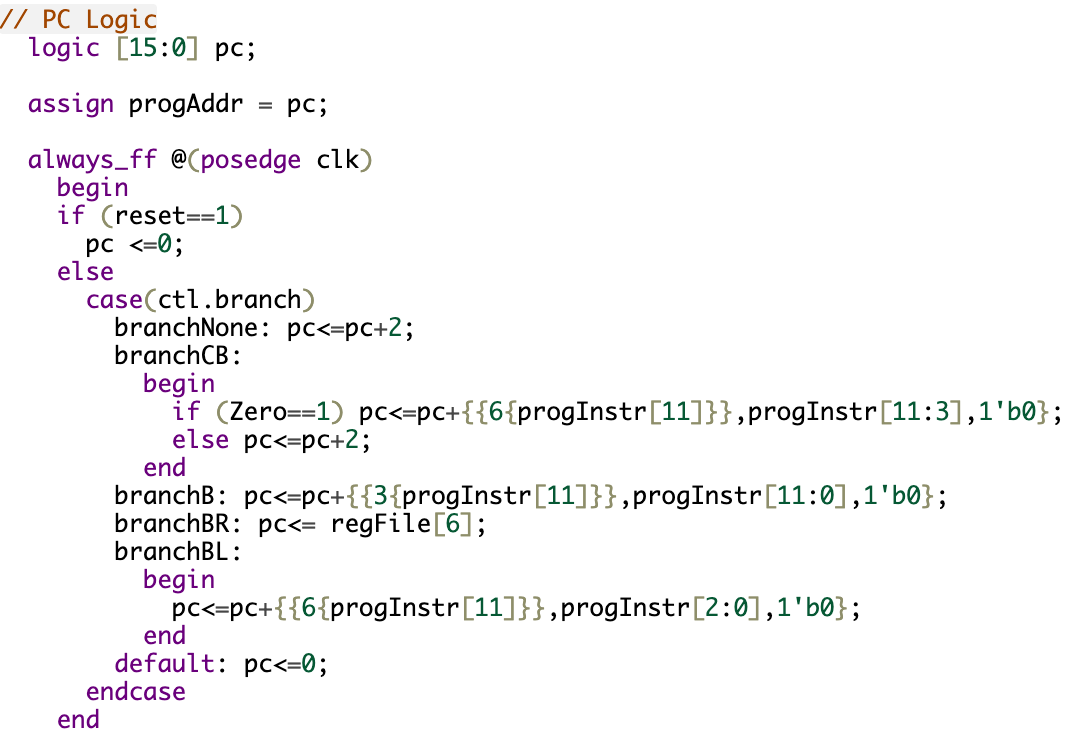 // PC Logic
logic [15:0] pc;
assign progAddr = pc;
always_ff @(posedge clk)
begin
if (reset==1)
pc <=0;
else
case(ctl.branch)
branchNone: pc<=pc+2;
branchCB:
begin
if (Zero==1) pc<=pc+{{6{progInstr[11]}},progInstr[11:3],1'b0};
else pc<=pc+2;
end
branchB: pc<=pc+{{3{progInstr[11]}},progInstr[11:0],1'b0};
branchBR: pc<= regFile[6];
branchBL:
begin
pc<=pc+{{6{progInstr[11]}},progInstr[2:0],1'b0};
end
default: pc<=0;
endcase
end